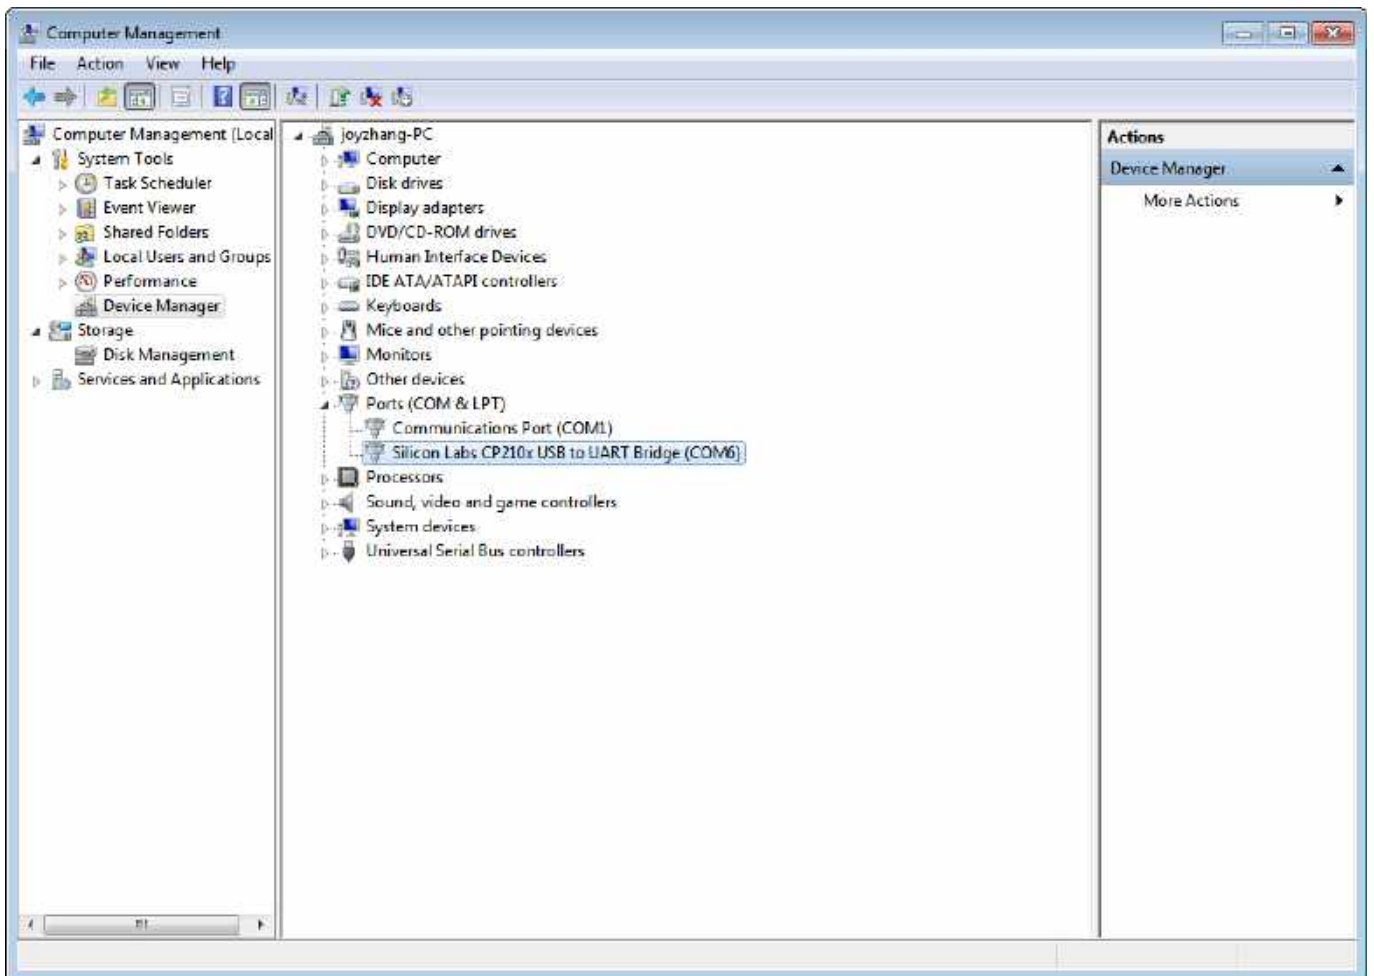 Computer Management
File Action View Help
Computer Management (Local
System Tools
Task Scheduler
Event Viewer
Shared Folders
Local Users and Groups
Performance
Device Manager
Storage
Disk Management
Services and Applications
joyzhang-PC
Computer
Disk drives
Display adapters
DVD/CD-ROM drives
Human Interface Devices
IDE ATA/ATAPI controllers
Keyboards
Mice and other pointing devices
Monitors
Other devices
Ports (COM & LPT)
Communications Port (COM1)
Silicon Labs CP210x USB to UART Bridge (COM6)
Processors
Sound, video and game controllers
System devices
Universal Serial Bus controllers
Actions
Device Manager
More Actions